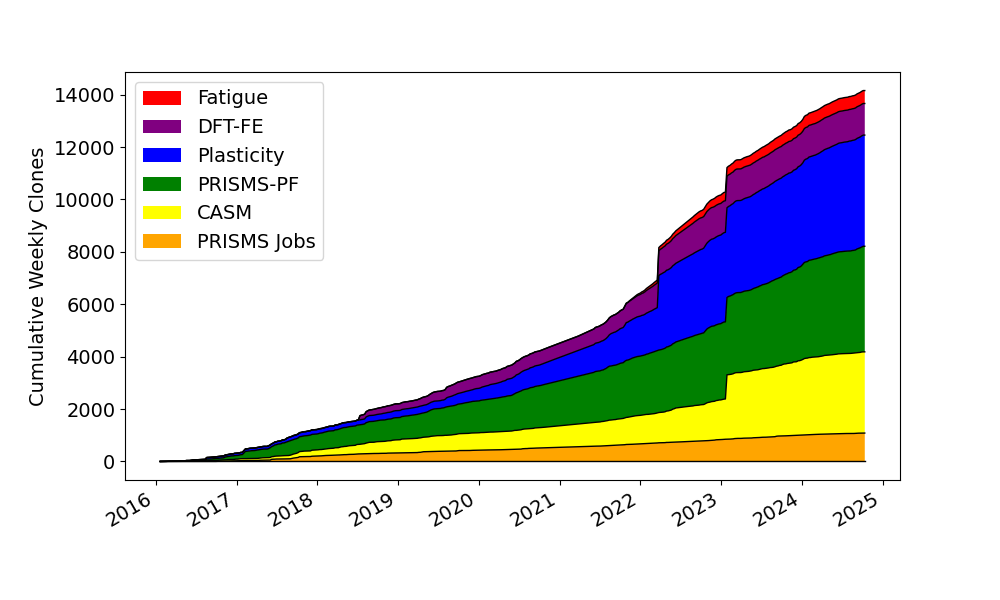 14000
12000
10000
8000
6000
4000
2000
0
Cumulative Weekly Clones
Fatigue
DFT-FE
Plasticity
PRISMS-PF
CASM
PRISMS Jobs
2016
2017
2018
2019
2020
2021
2022
2023
2024
2025